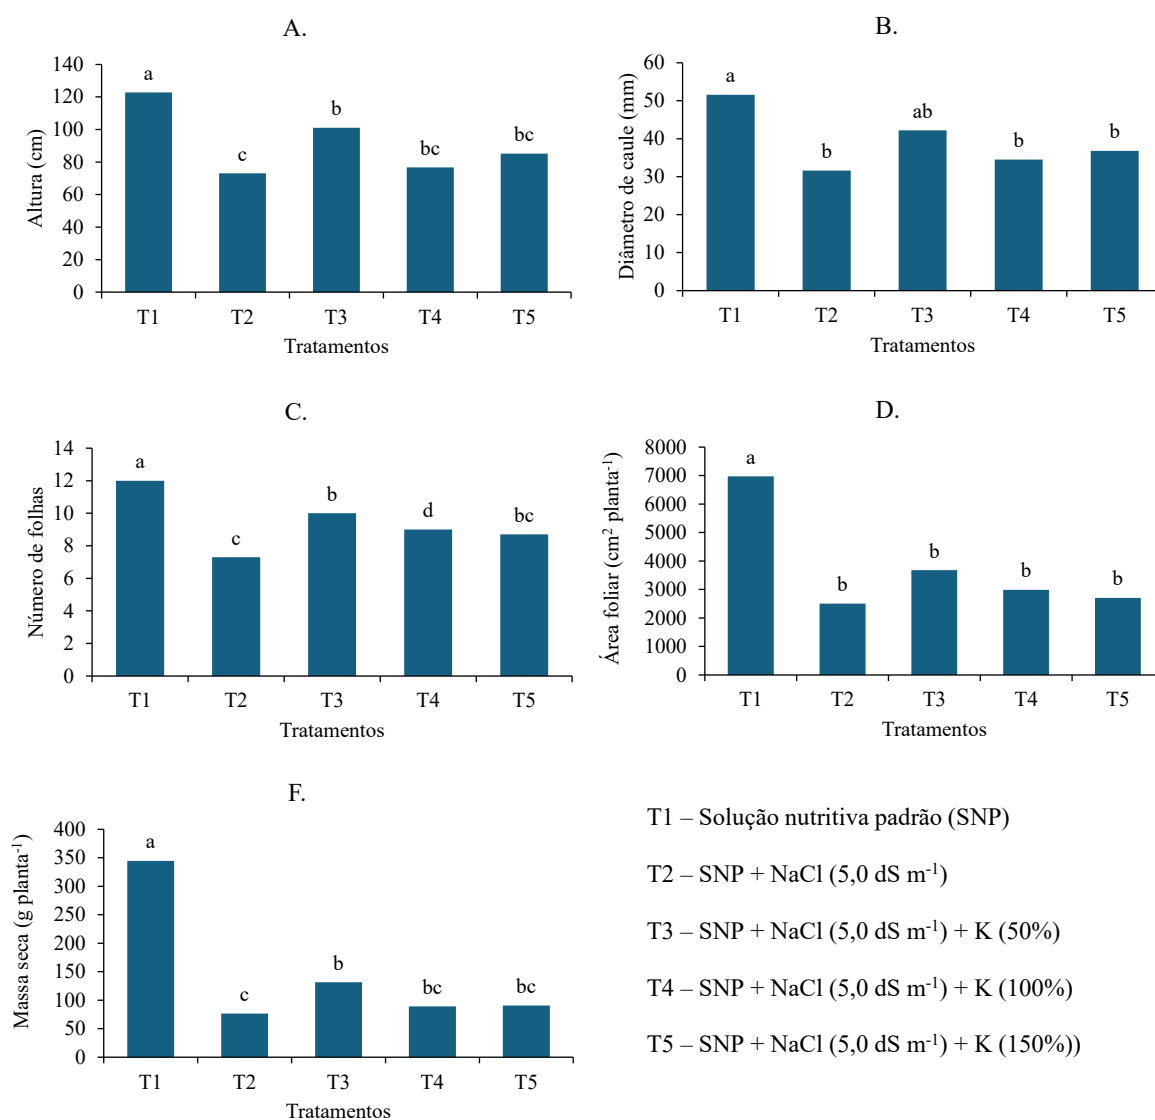 A.
140
120
100
80
60
40
20
0
Altura (cm)
a
c
b
bc
bc
T1 T2 T3 T4 T5
Tratamentos
B.
60
50
40
30
20
10
0
Diâmetro de caule (mm)
a
b
ab
b
b
T1 T2 T3 T4 T5
Tratamentos
C.
14
12
10
8
6
4
2
0
Número de folhas
a
c
b
d
bc
T1 T2 T3 T4 T5
Tratamentos
D.
8000
7000
6000
5000
4000
3000
2000
1000
0
Área foliar (cm² planta⁻¹)
a
b
b
b
b
T1 T2 T3 T4 T5
Tratamentos
F.
400
350
300
250
200
150
100
50
0
Massa seca (g planta⁻¹)
a
c
b
bc
bc
T1 T2 T3 T4 T5
Tratamentos
T1 – Solução nutritiva padrão (SNP)
T2 – SNP + NaCl (5,0 dS m⁻¹)
T3 – SNP + NaCl (5,0 dS m⁻¹) + K (50%)
T4 – SNP + NaCl (5,0 dS m⁻¹) + K (100%)
T5 – SNP + NaCl (5,0 dS m⁻¹) + K (150%))